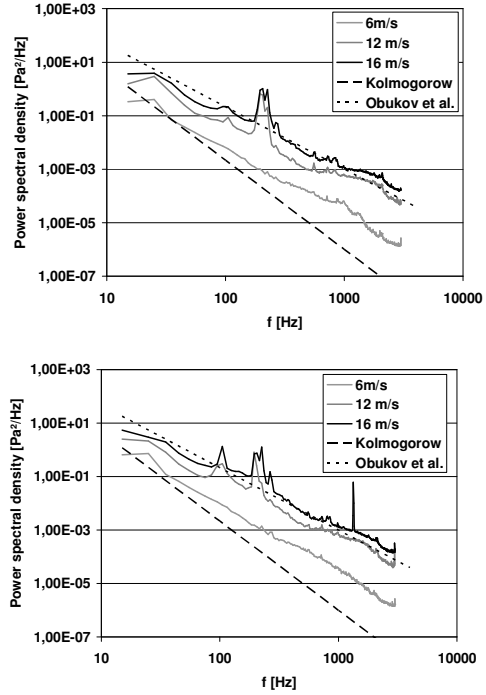 1,00E+03
1,00E+01
1,00E-01
1,00E-03
1,00E-05
1,00E-07
Power spectral density [Pa²/Hz]
6m/s
12 m/s
16 m/s
Kolmogorow
Obukov et al.
10
100
1000
10000
f [Hz]
1,00E+03
1,00E+01
1,00E-01
1,00E-03
1,00E-05
1,00E-07
Power spectral density [Pa²/Hz]
6m/s
12 m/s
16 m/s
Kolmogorow
Obukov et al.
10
100
1000
10000
f [Hz]